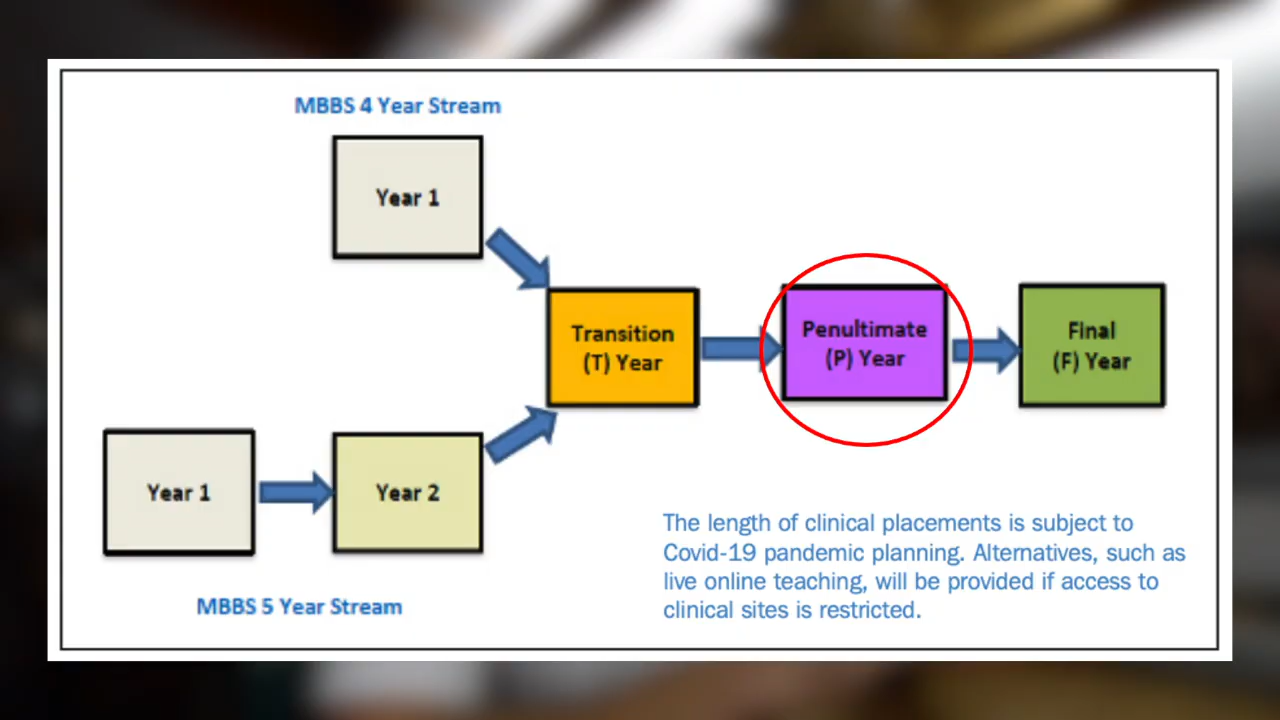 MBBS 4 Year Stream
Year 1
Transition
(T) Year
Penultimate
(P) Year
Final
(F) Year
Year 1
Year 2
MBBS 5 Year Stream
The length of clinical placements is subject to
Covid-19 pandemic planning. Alternatives, such as
live online teaching, will be provided if access to
clinical sites is restricted.